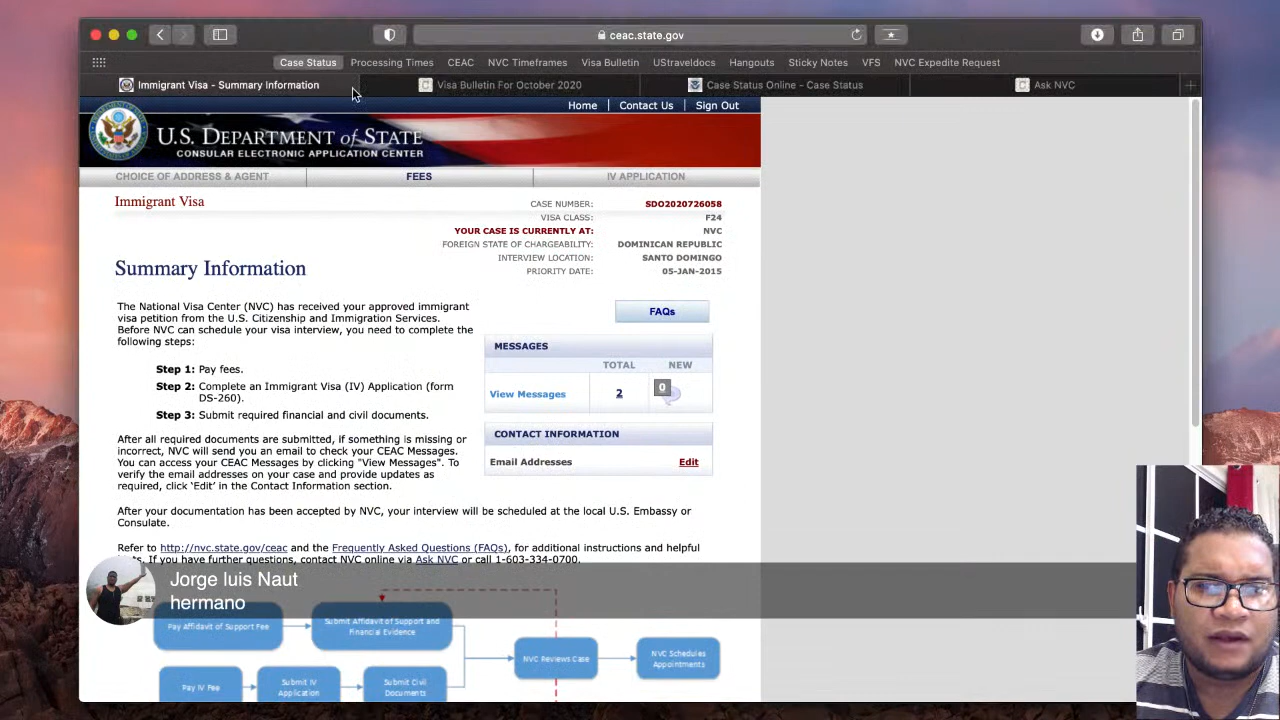 ceac.state.gov
Case Status Processing Times CEAC NVC Timeframes Visa Bulletin UStraveldocs Hangouts Sticky Notes VFS NVC Expedite Request
Immigrant Visa - Summary Information
Visa Bulletin For October 2020
Case Status Online - Case Status
Ask NVC
Home | Contact Us | Sign Out
U.S. DEPARTMENT of STATE
CONSULAR ELECTRONIC APPLICATION CENTER
CHOICE OF ADDRESS & AGENT
FEES
IV APPLICATION
Immigrant Visa
CASE NUMBER: SDO2020726058
VISA CLASS: F24
YOUR CASE IS CURRENTLY AT: NVC
FOREIGN STATE OF CHARGEABILITY: DOMINICAN REPUBLIC
INTERVIEW LOCATION: SANTO DOMINGO
PRIORITY DATE: 05-JAN-2015
Summary Information
The National Visa Center (NVC) has received your approved immigrant
visa petition from the U.S. Citizenship and Immigration Services.
Before NVC can schedule your visa interview, you need to complete the
following steps:
Step 1: Pay fees.
Step 2: Complete an Immigrant Visa (IV) Application (form
DS-260).
Step 3: Submit required financial and civil documents.
After all required documents are submitted, if something is missing or
incorrect, NVC will send you an email to check your CEAC Messages.
You can access your CEAC Messages by clicking "View Messages". To
verify the email addresses on your case and provide updates as
required, click ‘Edit’ in the Contact Information section.
FAQs
MESSAGES
TOTAL NEW
View Messages 2 0
CONTACT INFORMATION
Email Addresses Edit
After your documentation has been accepted by NVC, your interview will be scheduled at the local U.S. Embassy or
Consulate.
Refer to http://nvc.state.gov/ceac and the Frequently Asked Questions (FAQs), for additional instructions and helpful
If you have further questions, contact NVC online via Ask NVC or call 1-603-334-0700.
Jorge luis Naut
hermano
Pay Affidavit of Support Fee
Submit Affidavit of Support and
Financial Evidence
NVC Reviews Case
NVC Schedules
Appointments
Pay IV Fee
Submit IV
Application
Submit Civil
Documents